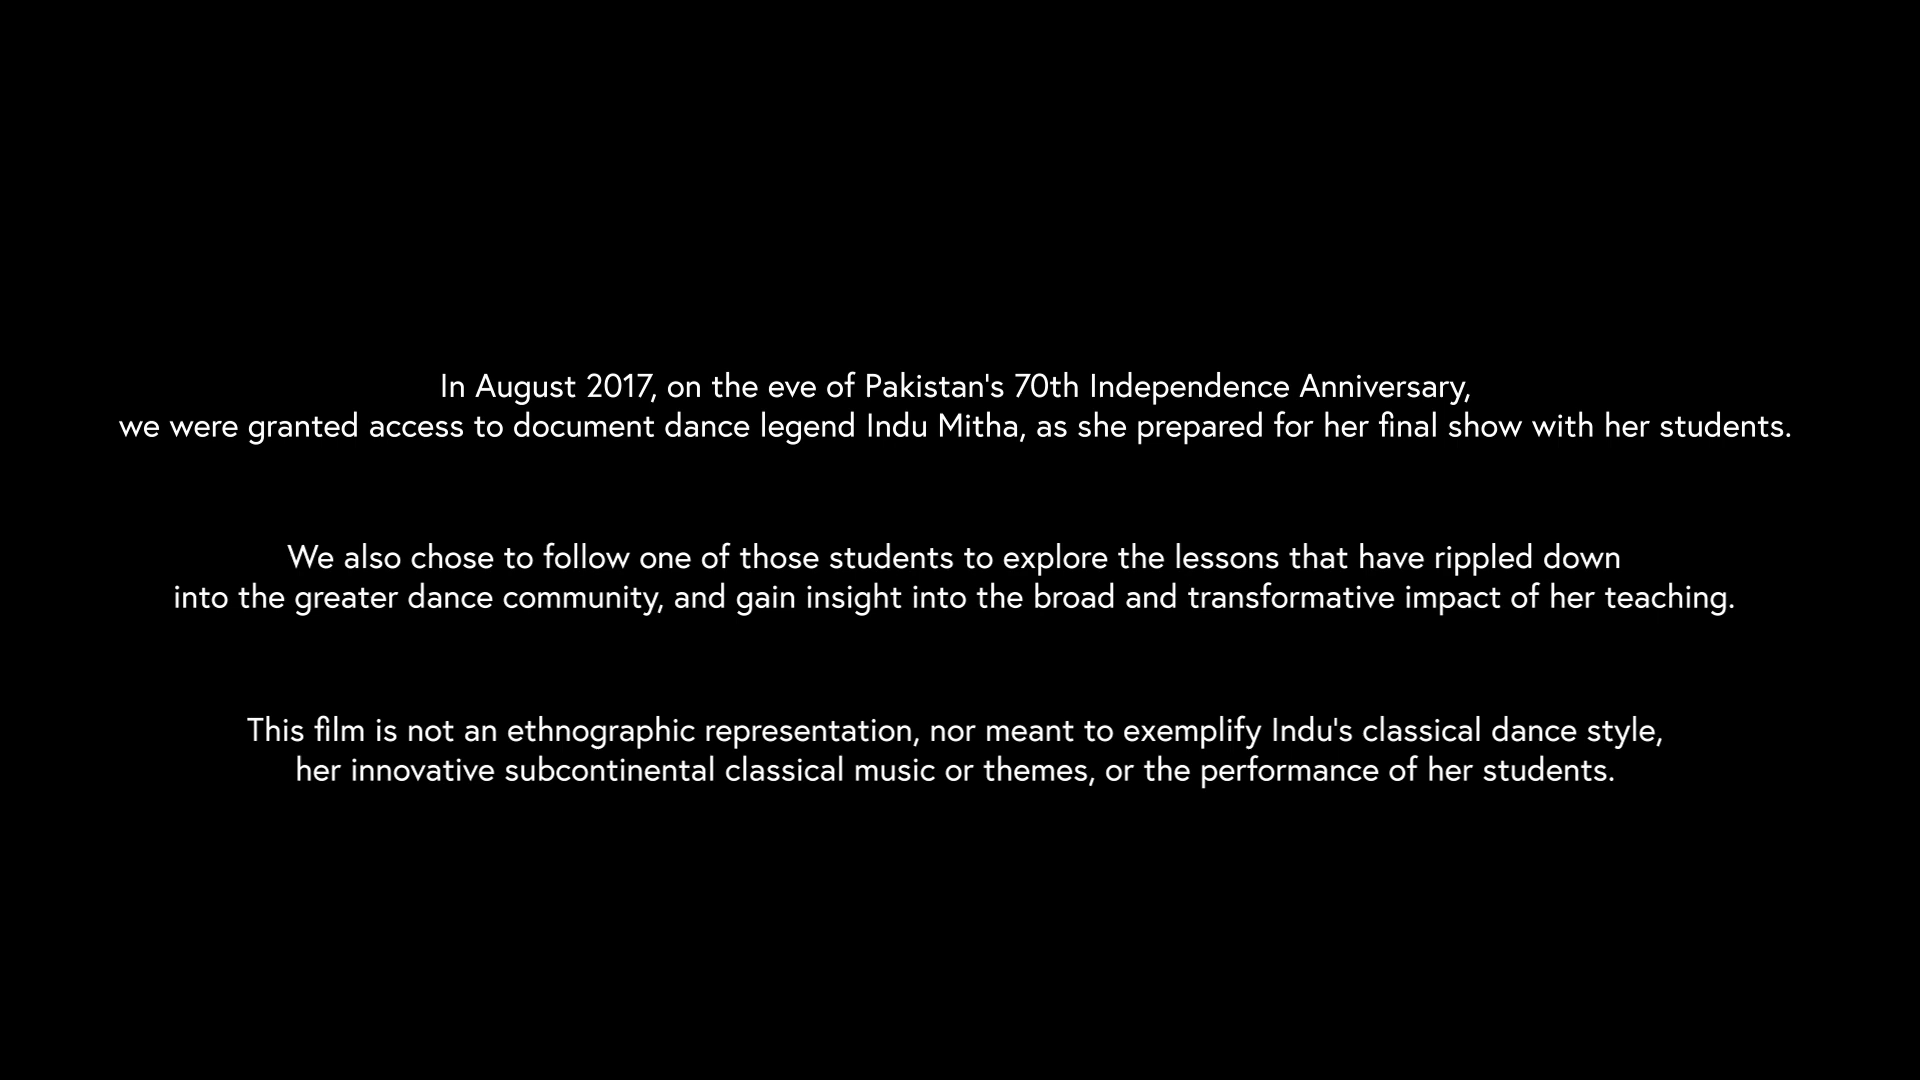 In August 2017, on the eve of Pakistan's 70th Independence Anniversary,
we were granted access to document dance legend Indu Mitha, as she prepared for her final show with her students.
We also chose to follow one of those students to explore the lessons that have rippled down
into the greater dance community, and gain insight into the broad and transformative impact of her teaching.
This film is not an ethnographic representation, nor meant to exemplify Indu's classical dance style,
her innovative subcontinental classical music or themes, or the performance of her students.